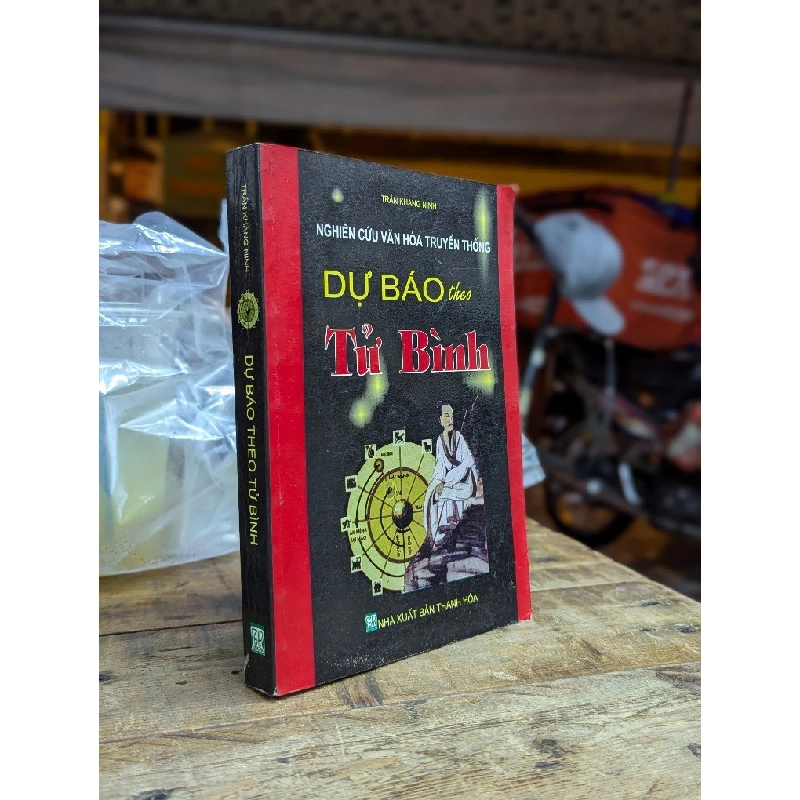 TRẦN KHANG NINH
DỰ BÁO THEO TỬ BÌNH
TRẦN KHANG NINH
NGHIÊN CỨU VĂN HÓA TRUYỀN THỐNG
DỰ BÁO theo
Tử Bình
NHÀ XUẤT BẢN THANH HÓA